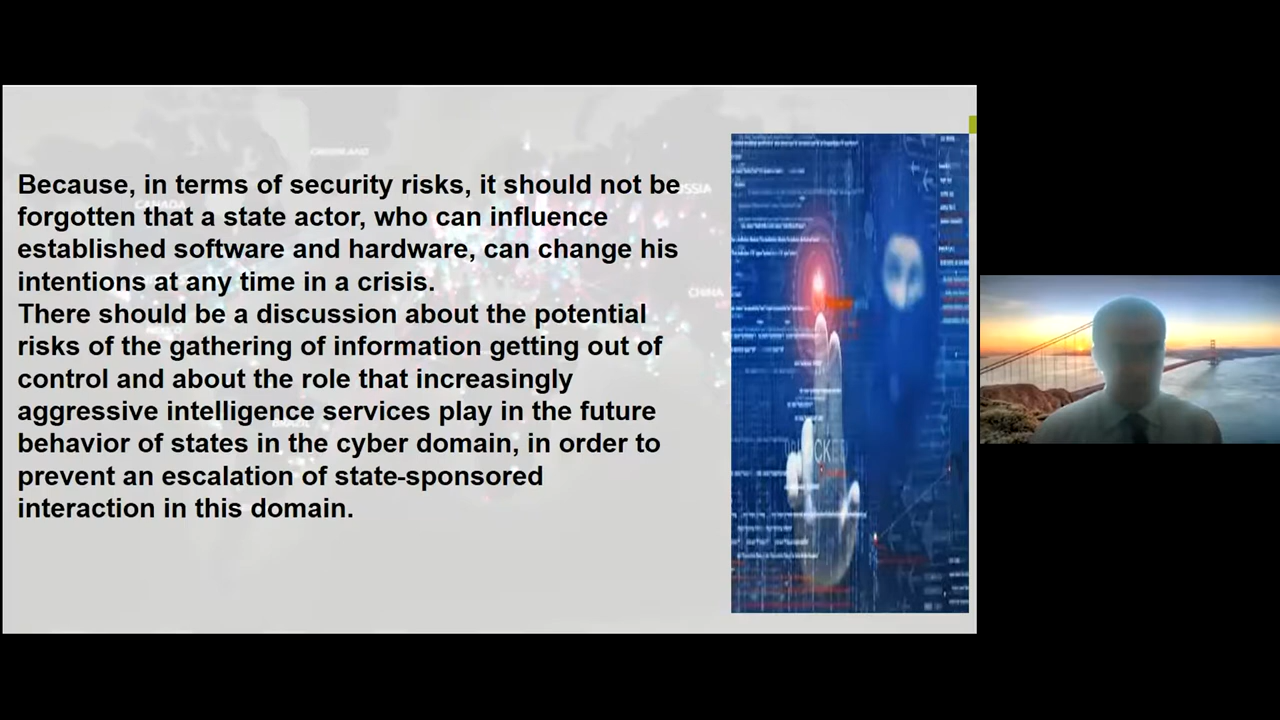 Because, in terms of security risks, it should not be
forgotten that a state actor, who can influence
established software and hardware, can change his
intentions at any time in a crisis.
There should be a discussion about the potential
risks of the gathering of information getting out of
control and about the role that increasingly
aggressive intelligence services play in the future
behavior of states in the cyber domain, in order to
prevent an escalation of state-sponsored
interaction in this domain.
CANADA
CHINA
BRAZIL